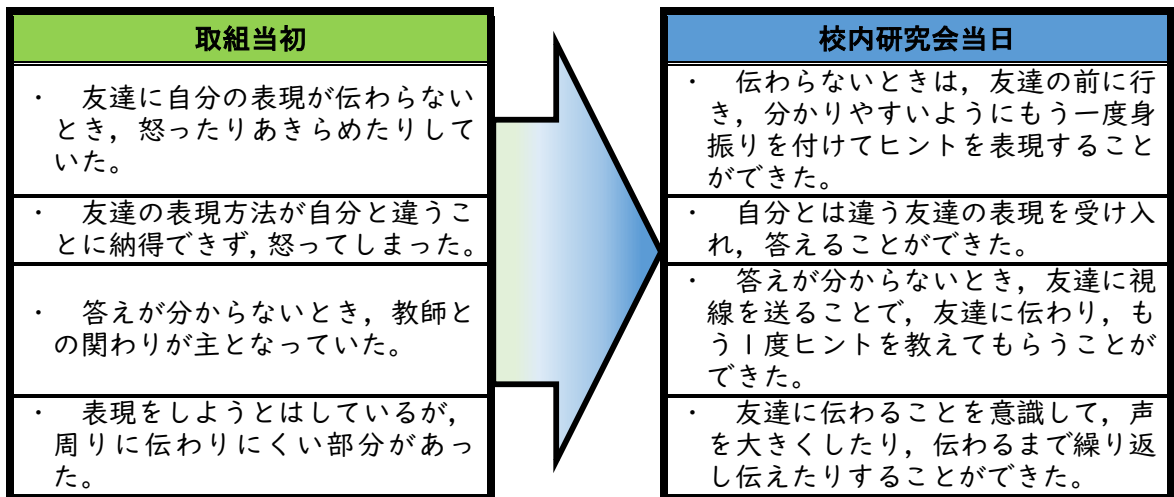 取組当初
・　友達に自分の表現が伝わらない
とき，怒ったりあきらめたりして
いた。
・　友達の表現方法が自分と違うこ
とに納得できず，怒ってしまった。
・　答えが分からないとき，教師と
の関わりが主となっていた。
・　表現をしようとはしているが，
周りに伝わりにくい部分があっ
た。
校内研究会当日
・　伝わらないときは，友達の前に行
き，分かりやすいようにもう一度身
振りを付けてヒントを表現すること
ができた。
・　自分とは違う友達の表現を受け入
れ，答えることができた。
・　答えが分からないとき，友達に視
線を送ることで，友達に伝わり，も
う１度ヒントを教えてもらうことが
できた。
・　友達に伝わることを意識して，声
を大きくしたり，伝わるまで繰り返
し伝えたりすることができた。